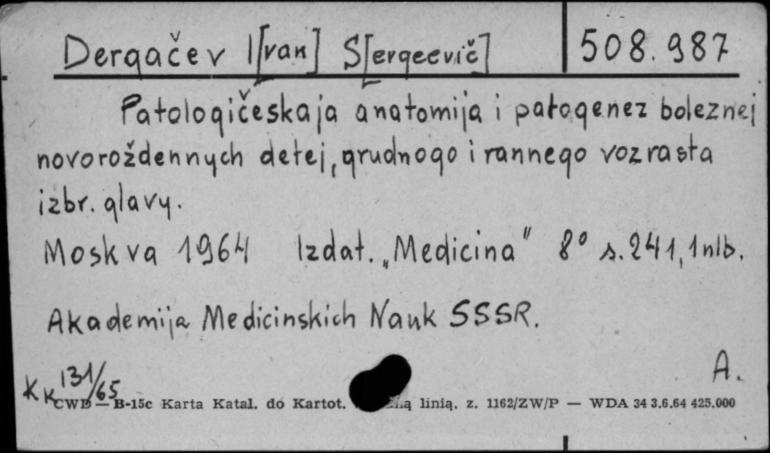 Dergačev I[van] S[ergeevič] 508.987
Patologičeskaja anatomija i patogenez boleznej
novoroždennych detej, grudnogo i rannego vozrasta
izbr. glavy.
Moskva 1964 Izdat. „Medicina" 8° s. 241, 1 nlb.
Akademija Medicinskich Nauk SSSR.
A.
KK 131/65
CWD — B-15c Karta Katal. do Kartot. linią. z. 1162/ZW/P — WDA 34 3.6.64 425.000